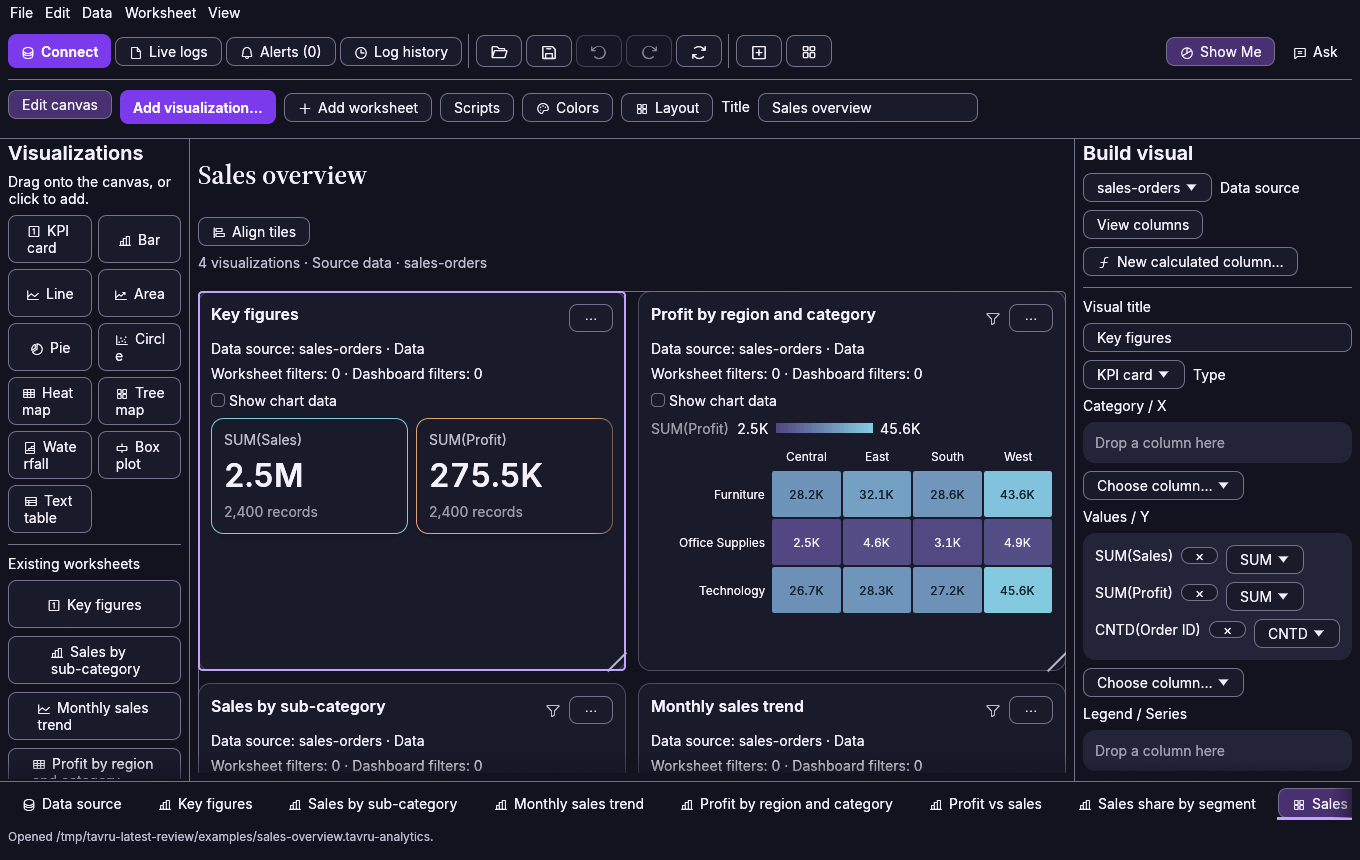 File Edit Data Worksheet View
Connect Live logs Alerts (0) Log history Show Me Ask
Edit canvas Add visualization... Add worksheet Scripts Colors Layout Title Sales overview
Visualizations
Drag onto the canvas, or
click to add.
KPI
card
Bar
Line
Area
Pie
Circl
e
Heat
map
Tree
map
Wate
rfall
Box
plot
Text
table
Existing worksheets
Key figures
Sales by
sub-category
Monthly sales
trend
Profit by region
Sales overview
Align tiles
4 visualizations · Source data · sales-orders
Key figures
...
Data source: sales-orders · Data
Worksheet filters: 0 · Dashboard filters: 0
Show chart data
SUM(Sales)
2.5M
2,400 records
SUM(Profit)
275.5K
2,400 records
Profit by region and category
...
Data source: sales-orders · Data
Worksheet filters: 0 · Dashboard filters: 0
Show chart data
SUM(Profit) 2.5K 45.6K
Central East South West
Furniture 28.2K 32.1K 28.6K 43.6K
Office Supplies 2.5K 4.6K 3.1K 4.9K
Technology 26.7K 28.3K 27.2K 45.6K
Sales by sub-category
...
Data source: sales-orders · Data
Worksheet filters: 0 · Dashboard filters: 0
Monthly sales trend
...
Data source: sales-orders · Data
Worksheet filters: 0 · Dashboard filters: 0
Build visual
sales-orders Data source
View columns
New calculated column...
Visual title
Key figures
KPI card Type
Category / X
Drop a column here
Choose column...
Values / Y
SUM(Sales) × SUM
SUM(Profit) × SUM
CNTD(Order ID) × CNTD
Choose column...
Legend / Series
Drop a column here
Data source Key figures Sales by sub-category Monthly sales trend Profit by region and category Profit vs sales Sales share by segment Sales
Opened /tmp/tavru-latest-review/examples/sales-overview.tavru-analytics.